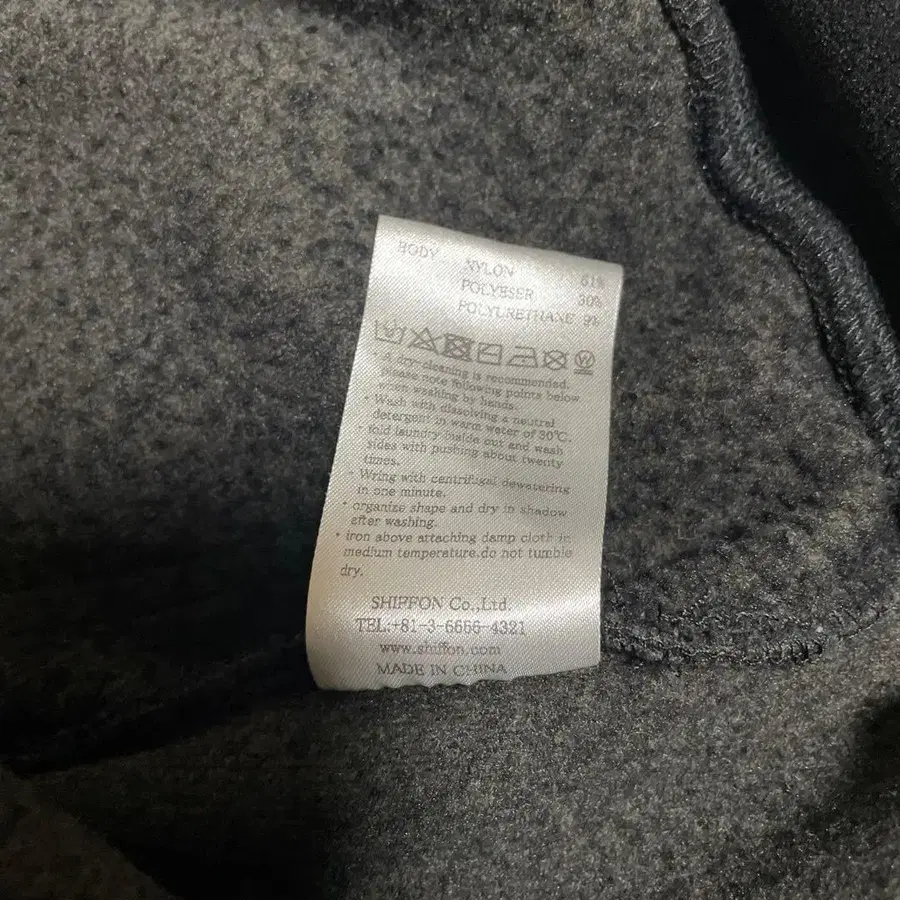 BODY NYLON 61%
POLYESER 30%
POLYURETHANE 9%
* A dry cleaning is recommended.
Please note following points below
when washing by hands.
* Wash with dissolving a neutral
detergent in warm water of 30℃.
* fold laundry inside out and wash
sides with pushing about twenty
times.
* Wring with centrifugal dewatering
in one minute.
* organize shape and dry in shadow
after washing.
* iron above attaching damp cloth in
medium temperature.do not tumble
dry.
SHIFFON Co.,Ltd.
TEL:+81-3-6666-4321
www.shiffon.com
MADE IN CHINA